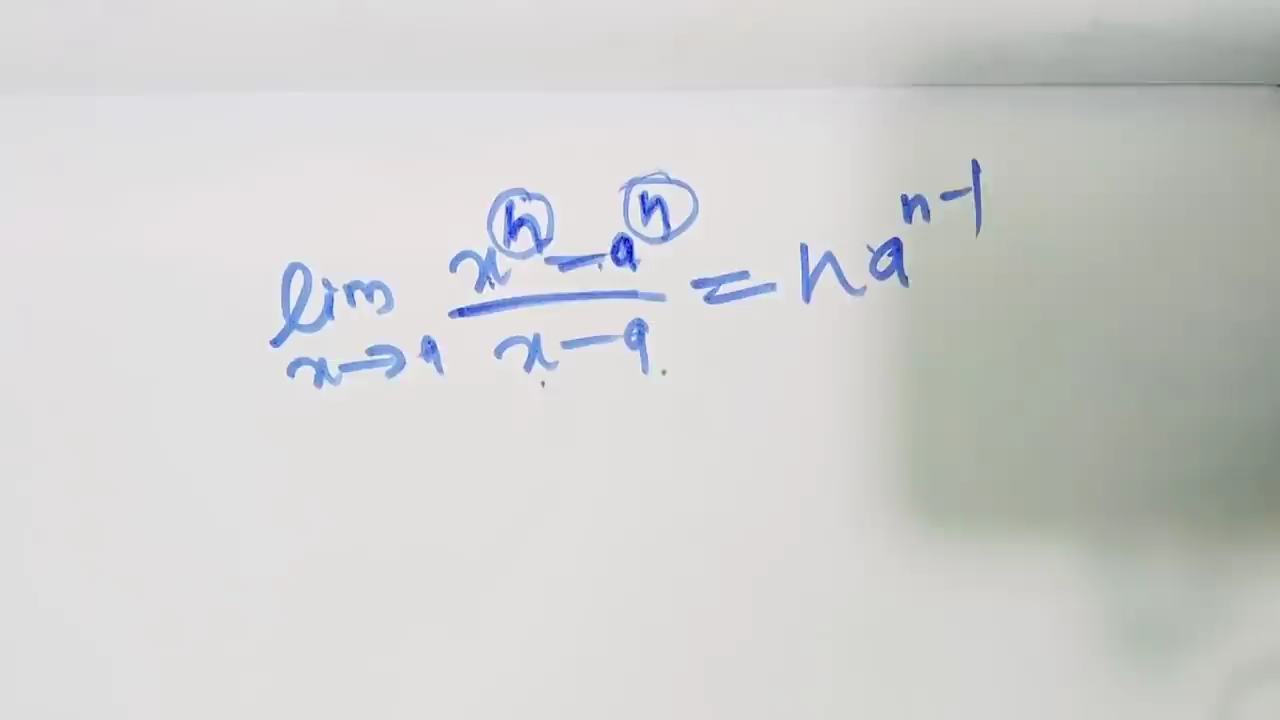 lim x→a (x^n − a^n)/(x − a) = na^(n−1)